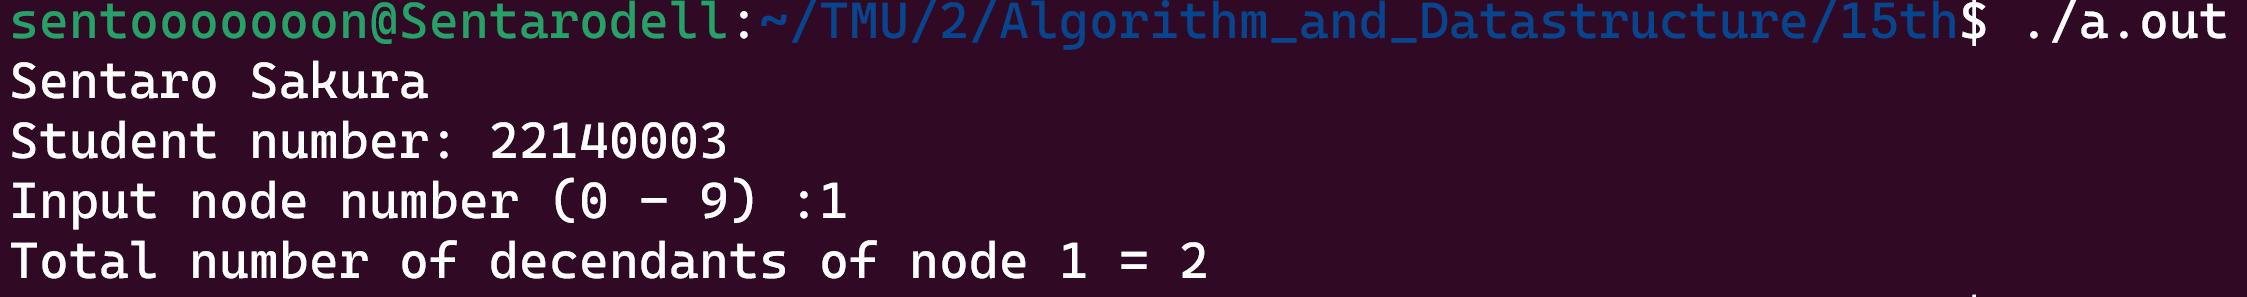 sentooooooon@Sentarodell:~/TMU/2/Algorithm_and_Datastructure/15th$ ./a.out
Sentaro Sakura
Student number: 22140003
Input node number (0 - 9) :1
Total number of decendants of node 1 = 2